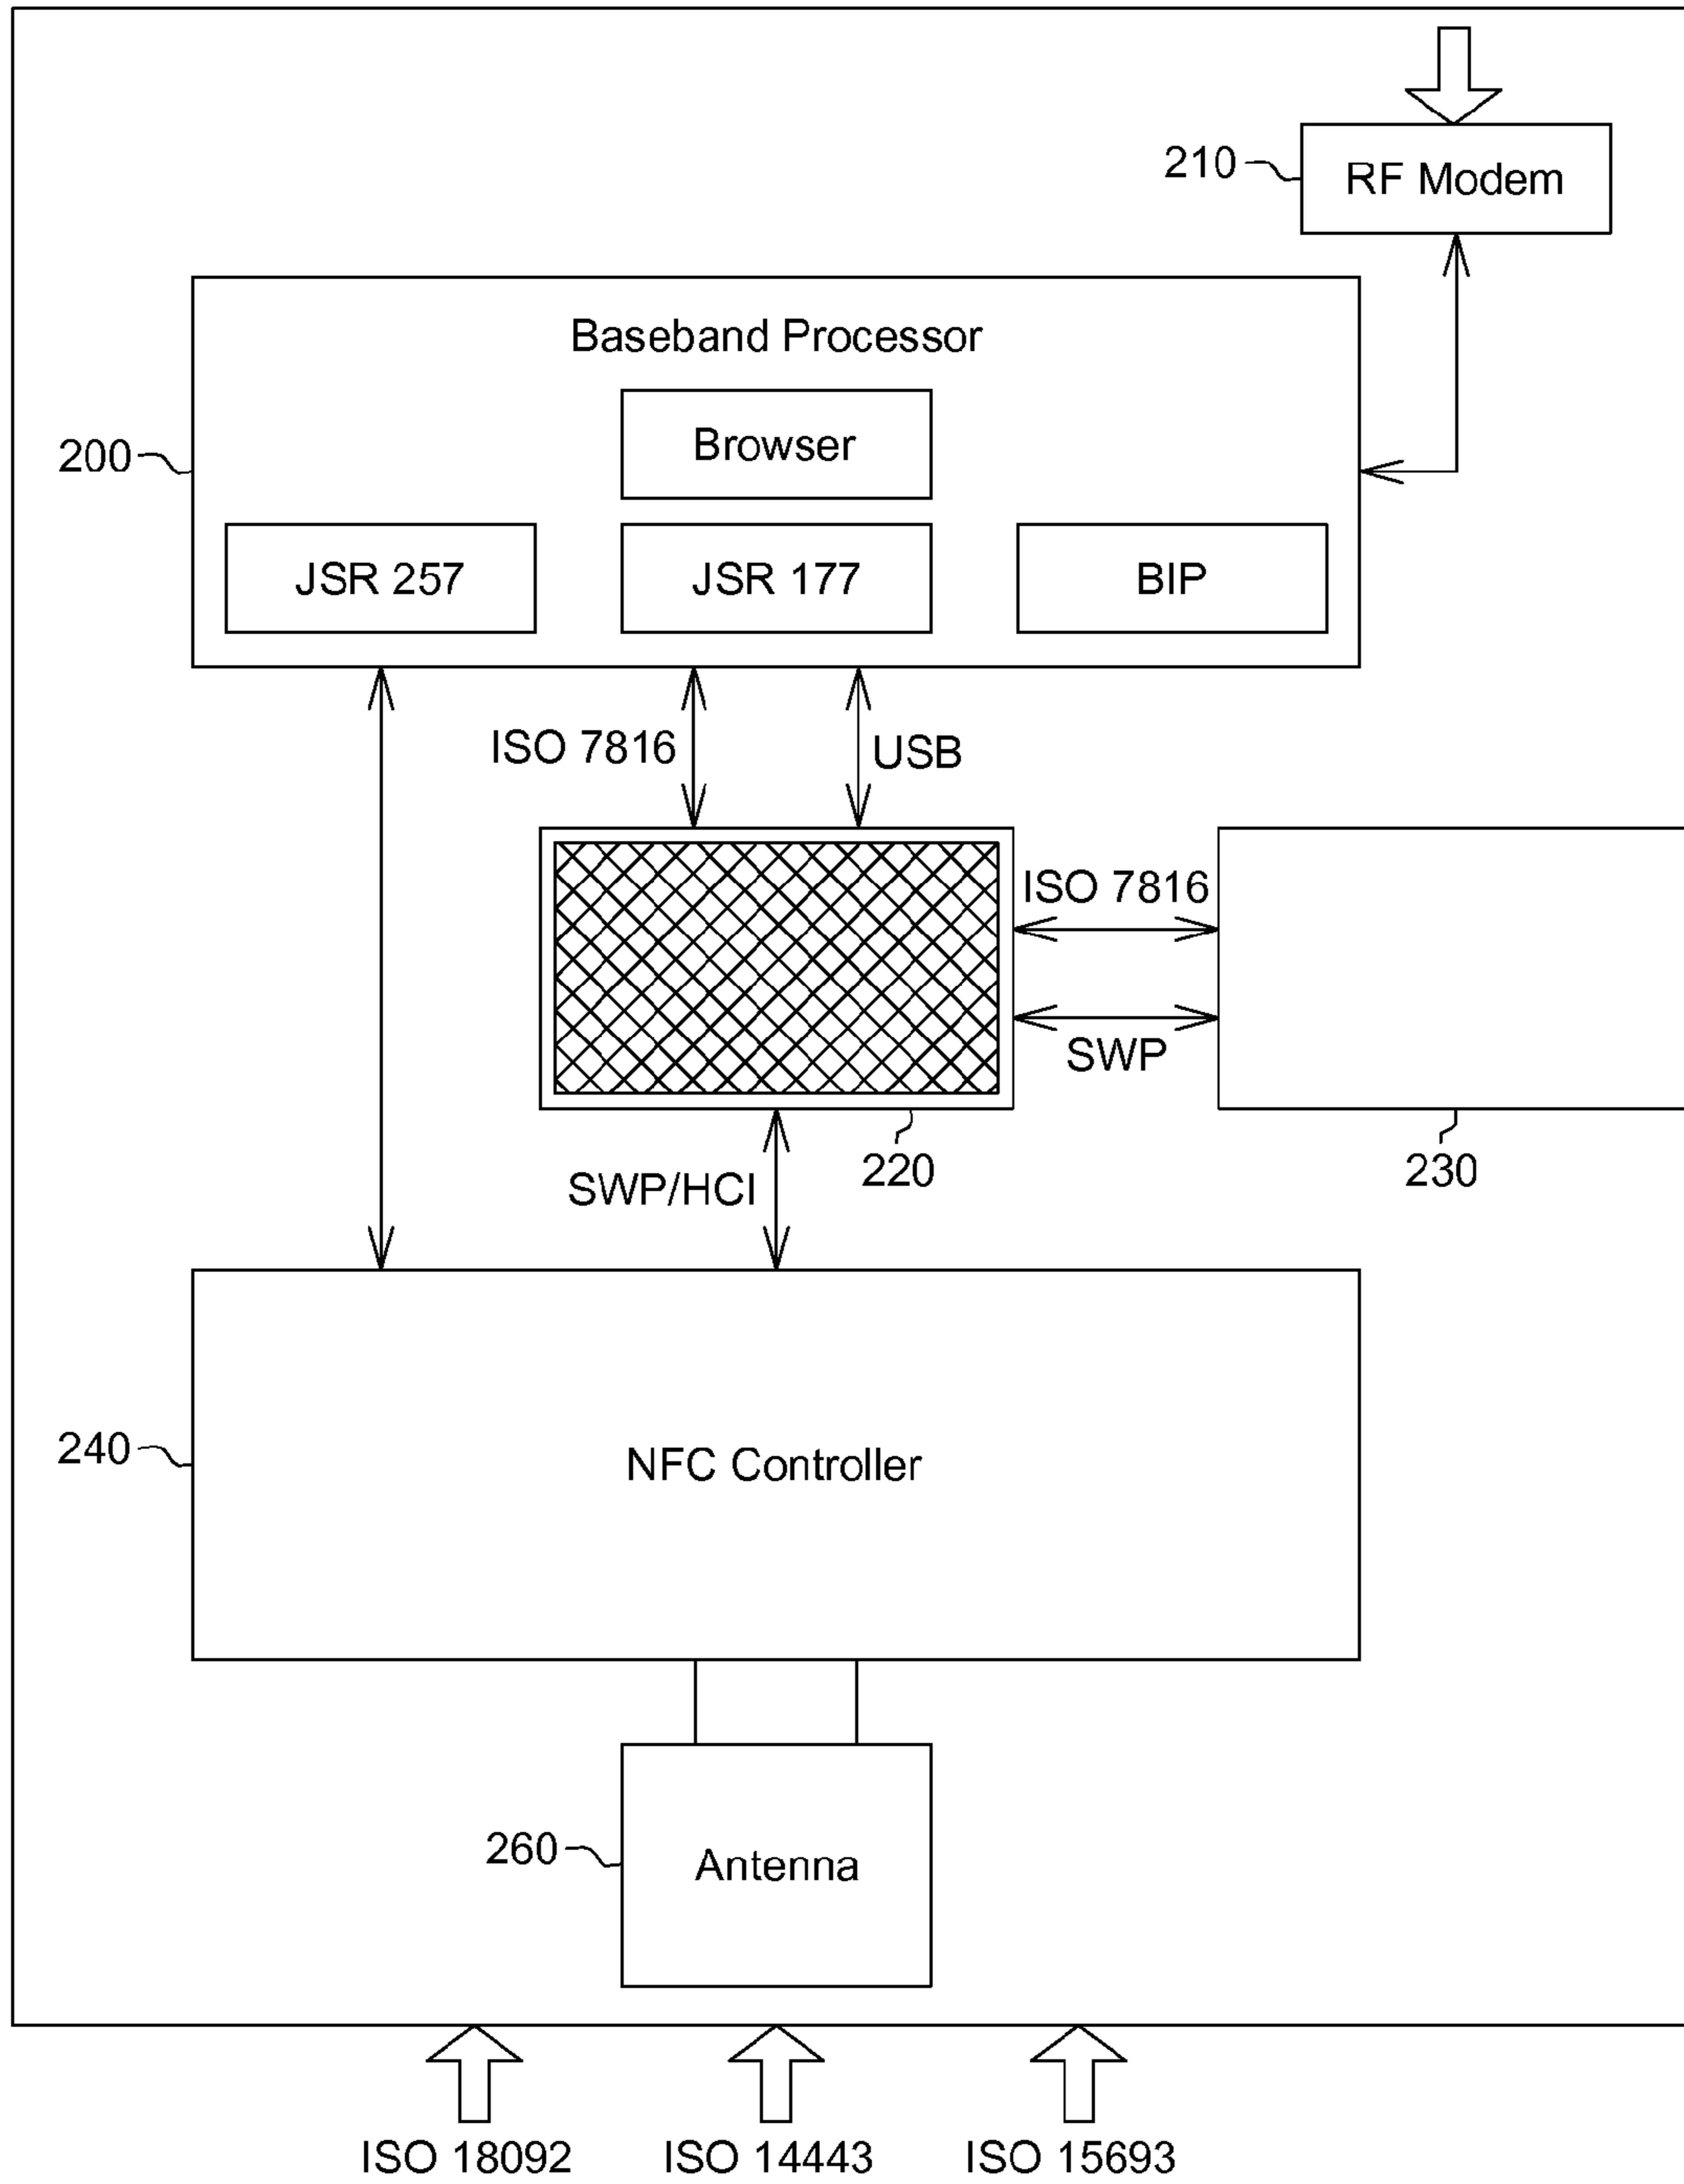 210
RF Modem
Baseband Processor
Browser
200
JSR 257
JSR 177
BIP
ISO 7816
USB
ISO 7816
SWP
220
230
SWP/HCI
240
NFC Controller
260
Antenna
ISO 18092
ISO 14443
ISO 15693